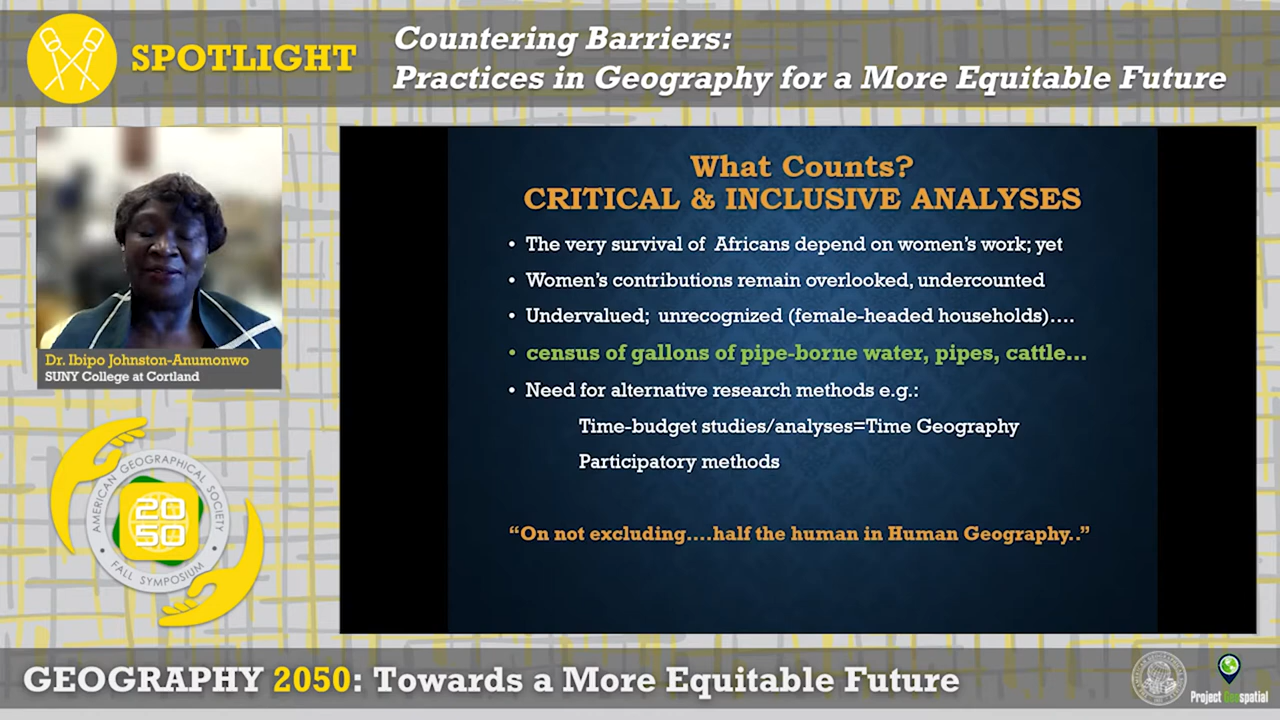 SPOTLIGHT
Countering Barriers:
Practices in Geography for a More Equitable Future
Dr. Ibipo Johnston-Anumonwo
SUNY College at Cortland
AMERICAN GEOGRAPHICAL SOCIETY
20
50
• FALL SYMPOSIUM •
What Counts?
CRITICAL & INCLUSIVE ANALYSES
• The very survival of Africans depend on women's work; yet
• Women's contributions remain overlooked, undercounted
• Undervalued; unrecognized (female-headed households)....
• census of gallons of pipe-borne water, pipes, cattle...
• Need for alternative research methods e.g.:
Time-budget studies/analyses=Time Geography
Participatory methods
“On not excluding....half the human in Human Geography..”
GEOGRAPHY 2050: Towards a More Equitable Future
Project Geospatial